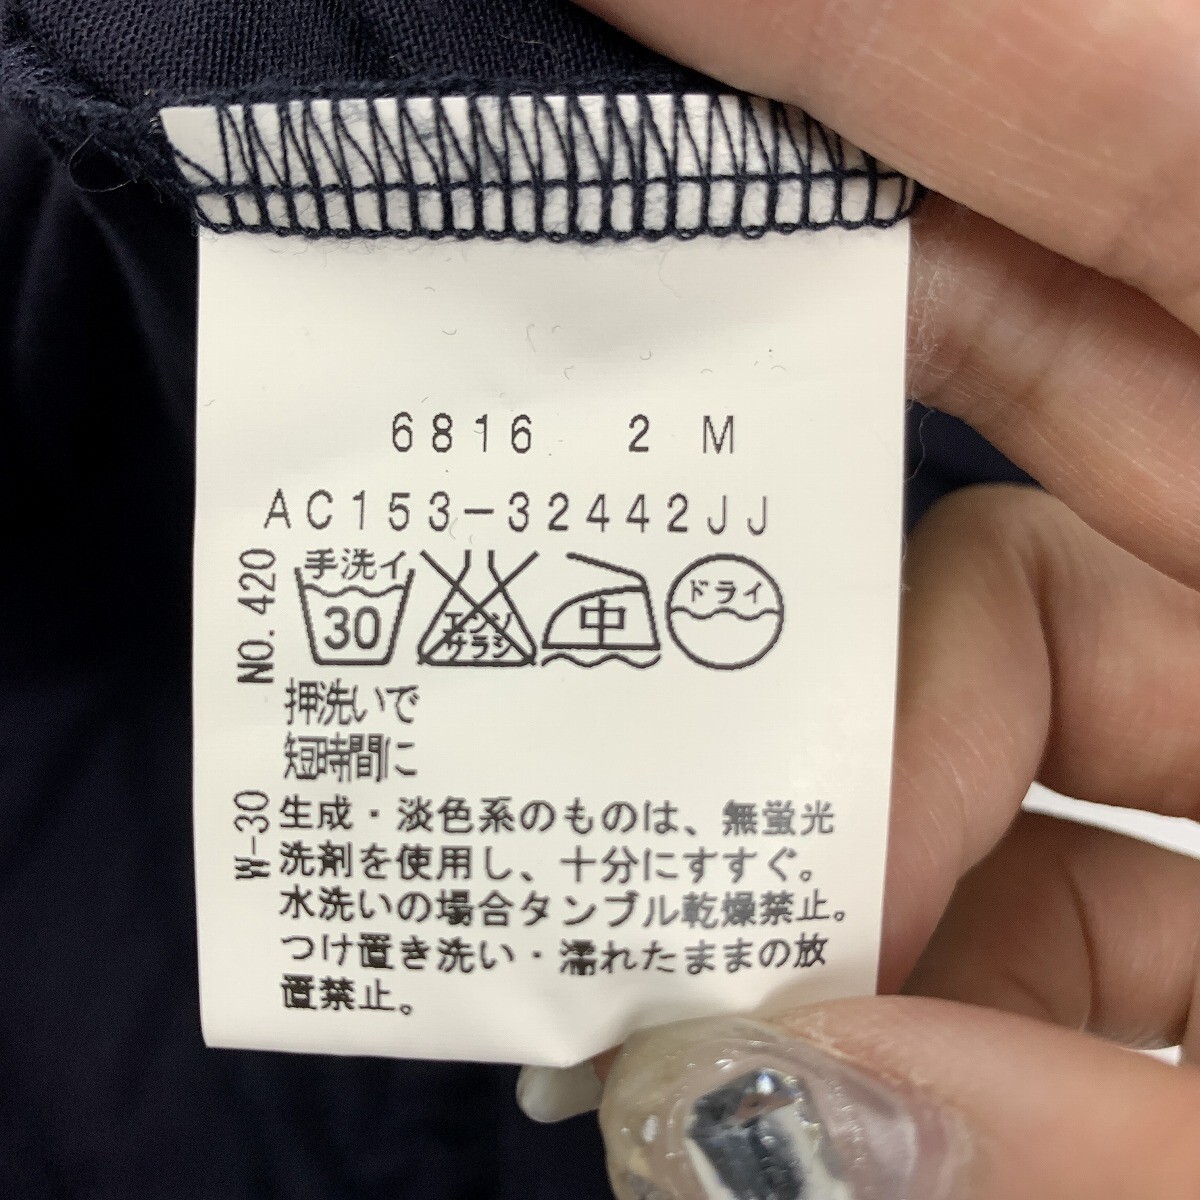 6816 2 M
AC153-32442JJ
手洗イ
30
エンソ
サラシ
中
ドライ
NO. 420
押洗いで
短時間に
W-30
生成・淡色系のものは、無蛍光
洗剤を使用し、十分にすすぐ。
水洗いの場合タンブル乾燥禁止。
つけ置き洗い・濡れたままの放
置禁止。